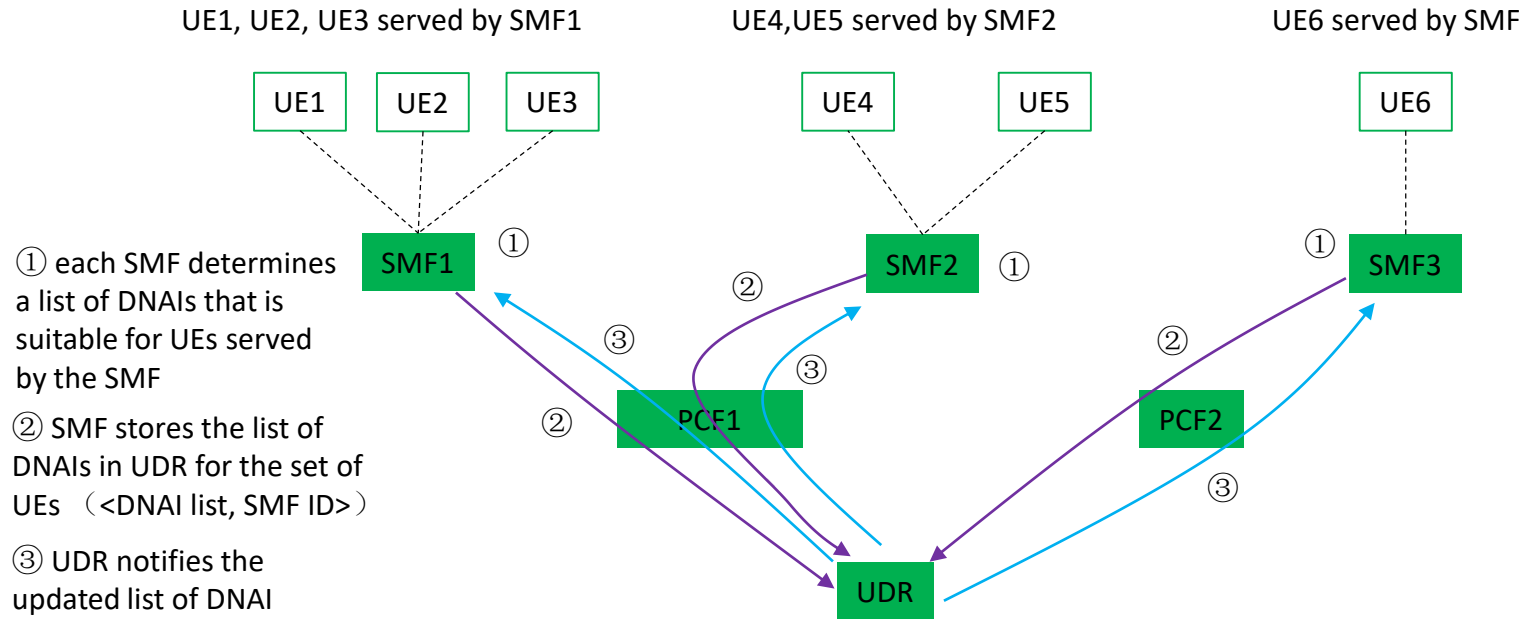 UE1, UE2, UE3 served by SMF1
UE4,UE5 served by SMF2
UE6 served by SMF
UE1
UE2
UE3
UE4
UE5
UE6
SMF1
①
SMF2
①
①
SMF3
① each SMF determines
a list of DNAIs that is
suitable for UEs served
by the SMF
②
③
③
②
②
PCF1
PCF2
② SMF stores the list of
DNAIs in UDR for the set of
UEs （<DNAI list, SMF ID>）
③
③ UDR notifies the
updated list of DNAI
UDR